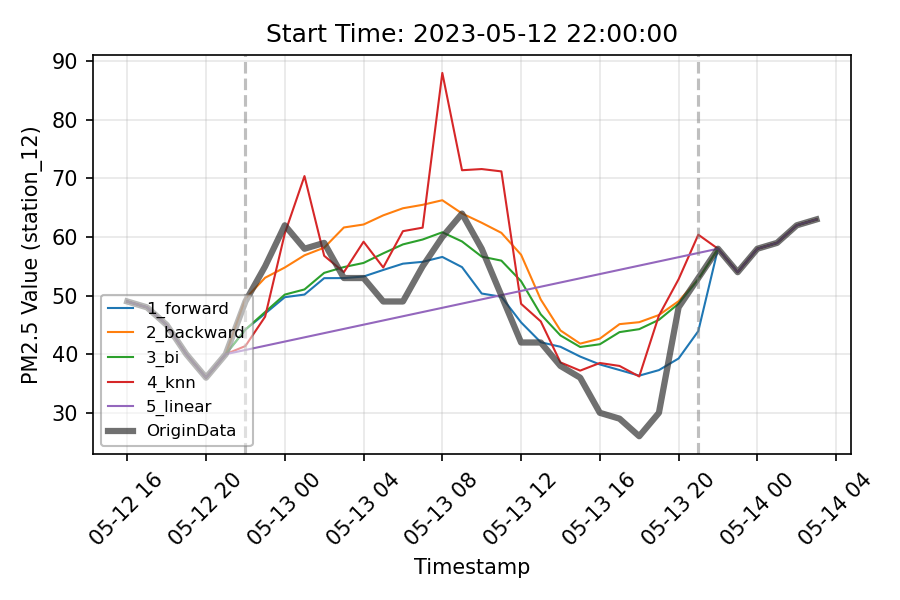 Start Time: 2023-05-12 22:00:00
PM2.5 Value (station_12)
90
80
70
60
50
40
30
1_forward
2_backward
3_bi
4_knn
5_linear
OriginData
05-12 16
05-12 20
05-13 00
05-13 04
05-13 08
05-13 12
05-13 16
05-13 20
05-14 00
05-14 04
Timestamp